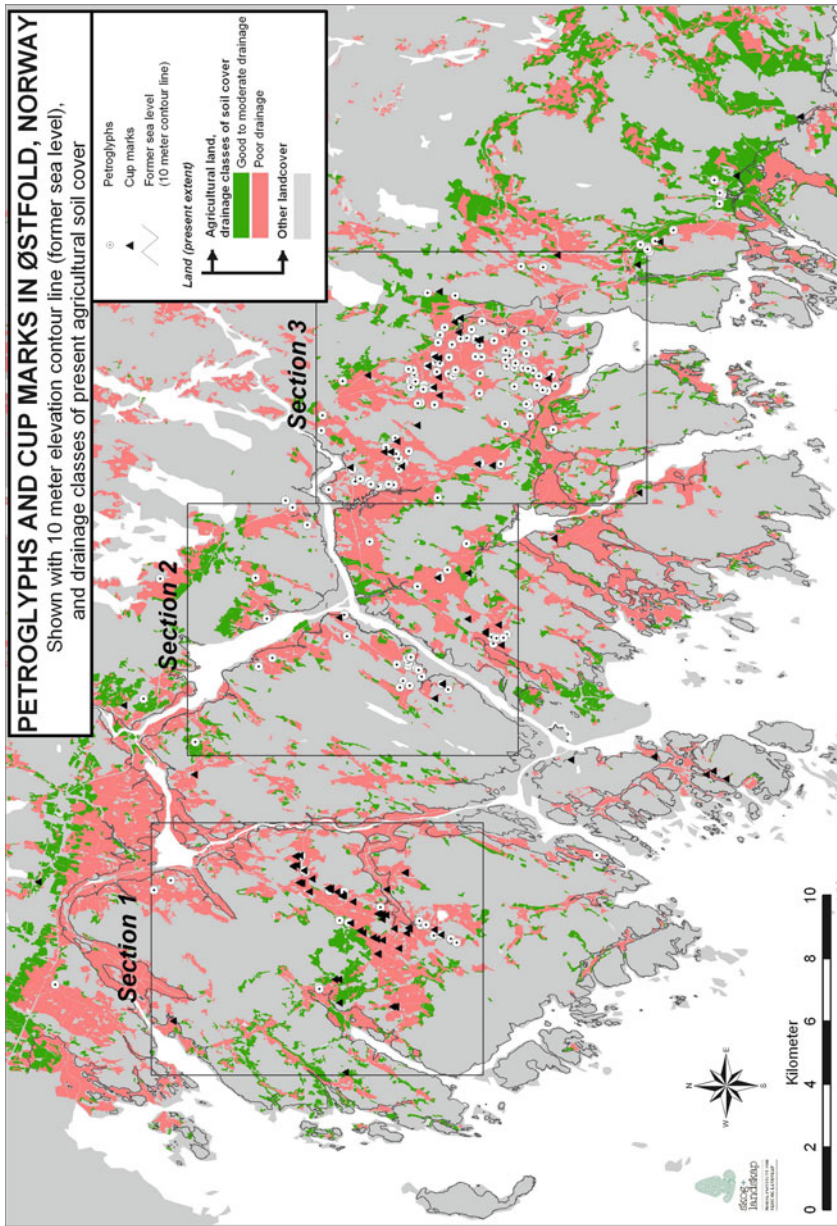 PETROGLYPHS AND CUP MARKS IN ØSTFOLD, NORWAY
Shown with 10 meter elevation contour line (former sea level),
and drainage classes of present agricultural soil cover
Petroglyphs
Cup marks
Former sea level
(10 meter contour line)
Land (present extent)
Agricultural land,
drainage classes of soil cover
Good to moderate drainage
Poor drainage
Other landcover
Section 1
Section 2
Section 3
N
W
E
S
skog+
landskap
Kilometer
0
2
4
6
8
10